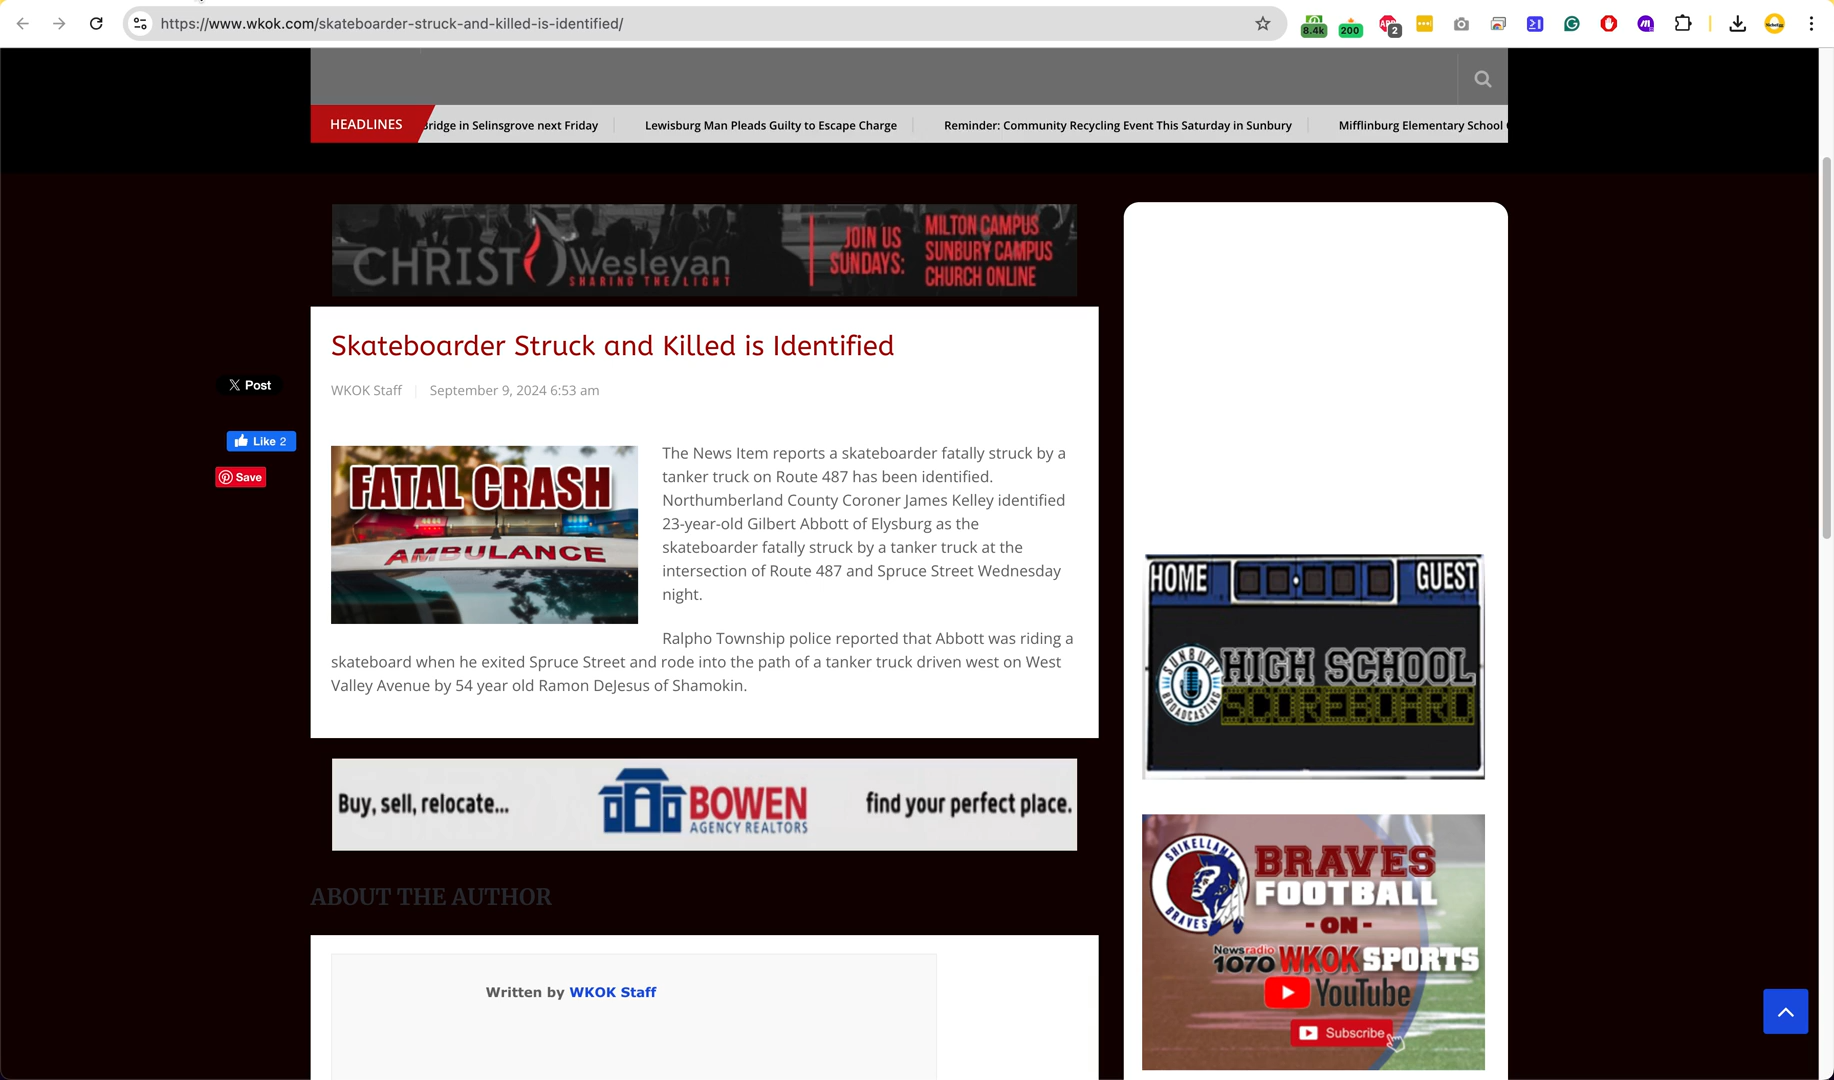 https://www.wkok.com/skateboarder-struck-and-killed-is-identified/
8.4k
200
2
HEADLINES
Bridge in Selinsgrove next Friday
Lewisburg Man Pleads Guilty to Escape Charge
Reminder: Community Recycling Event This Saturday in Sunbury
Mifflinburg Elementary School
CHRIST Wesleyan
SHARING THE LIGHT
JOIN US
SUNDAYS:
MILTON CAMPUS
SUNBURY CAMPUS
CHURCH ONLINE
Skateboarder Struck and Killed is Identified
WKOK Staff
September 9, 2024 6:53 am
Post
Like 2
Save
FATAL CRASH
AMBULANCE
The News Item reports a skateboarder fatally struck by a
tanker truck on Route 487 has been identified.
Northumberland County Coroner James Kelley identified
23-year-old Gilbert Abbott of Elysburg as the
skateboarder fatally struck by a tanker truck at the
intersection of Route 487 and Spruce Street Wednesday
night.
Ralpho Township police reported that Abbott was riding a
skateboard when he exited Spruce Street and rode into the path of a tanker truck driven west on West
Valley Avenue by 54 year old Ramon DeJesus of Shamokin.
Buy, sell, relocate...
BOWEN
AGENCY REALTORS
find your perfect place.
ABOUT THE AUTHOR
Written by WKOK Staff
HOME
GUEST
SUNBURY
BROADCASTING
HIGH SCHOOL
SCOREBOARD
SHIKELLAMY
BRAVES
BRAVES
FOOTBALL
- ON -
Newsradio
1070 WKOK SPORTS
YouTube
Subscribe